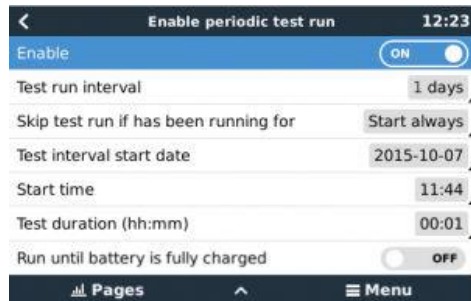 Enable periodic test run 12:23
Enable ON
Test run interval 1 days
Skip test run if has been running for Start always
Test interval start date 2015-10-07
Start time 11:44
Test duration (hh:mm) 00:01
Run until battery is fully charged OFF
Pages Menu